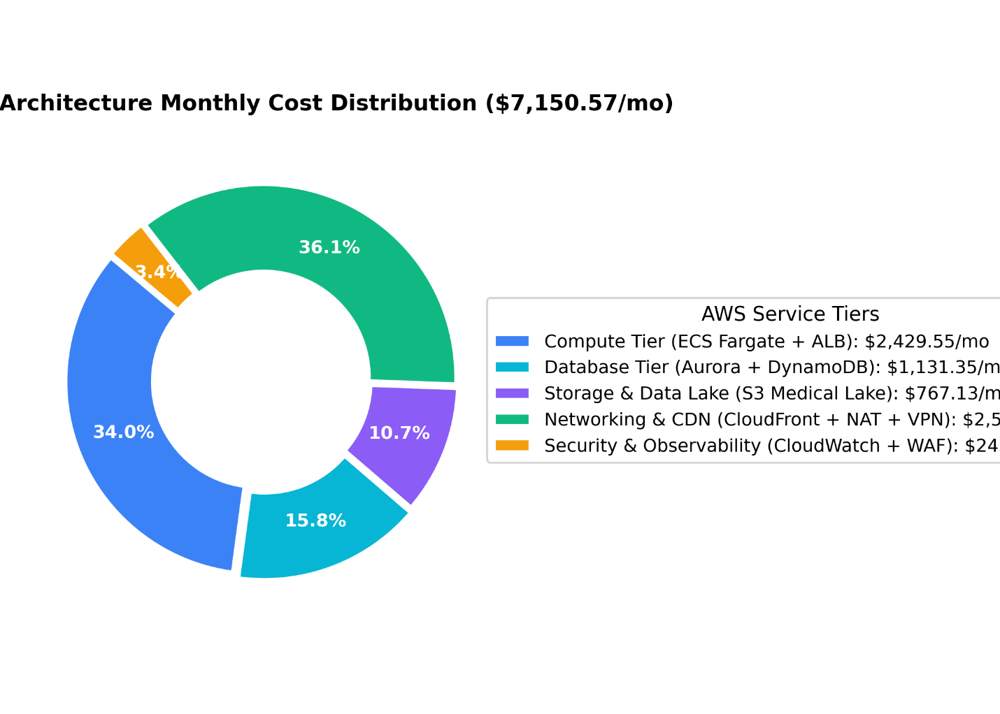 Architecture Monthly Cost Distribution ($7,150.57/mo)
36.1%
3.4%
34.0%
10.7%
15.8%
AWS Service Tiers
Compute Tier (ECS Fargate + ALB): $2,429.55/mo
Database Tier (Aurora + DynamoDB): $1,131.35/m
Storage & Data Lake (S3 Medical Lake): $767.13/m
Networking & CDN (CloudFront + NAT + VPN): $2,5
Security & Observability (CloudWatch + WAF): $24